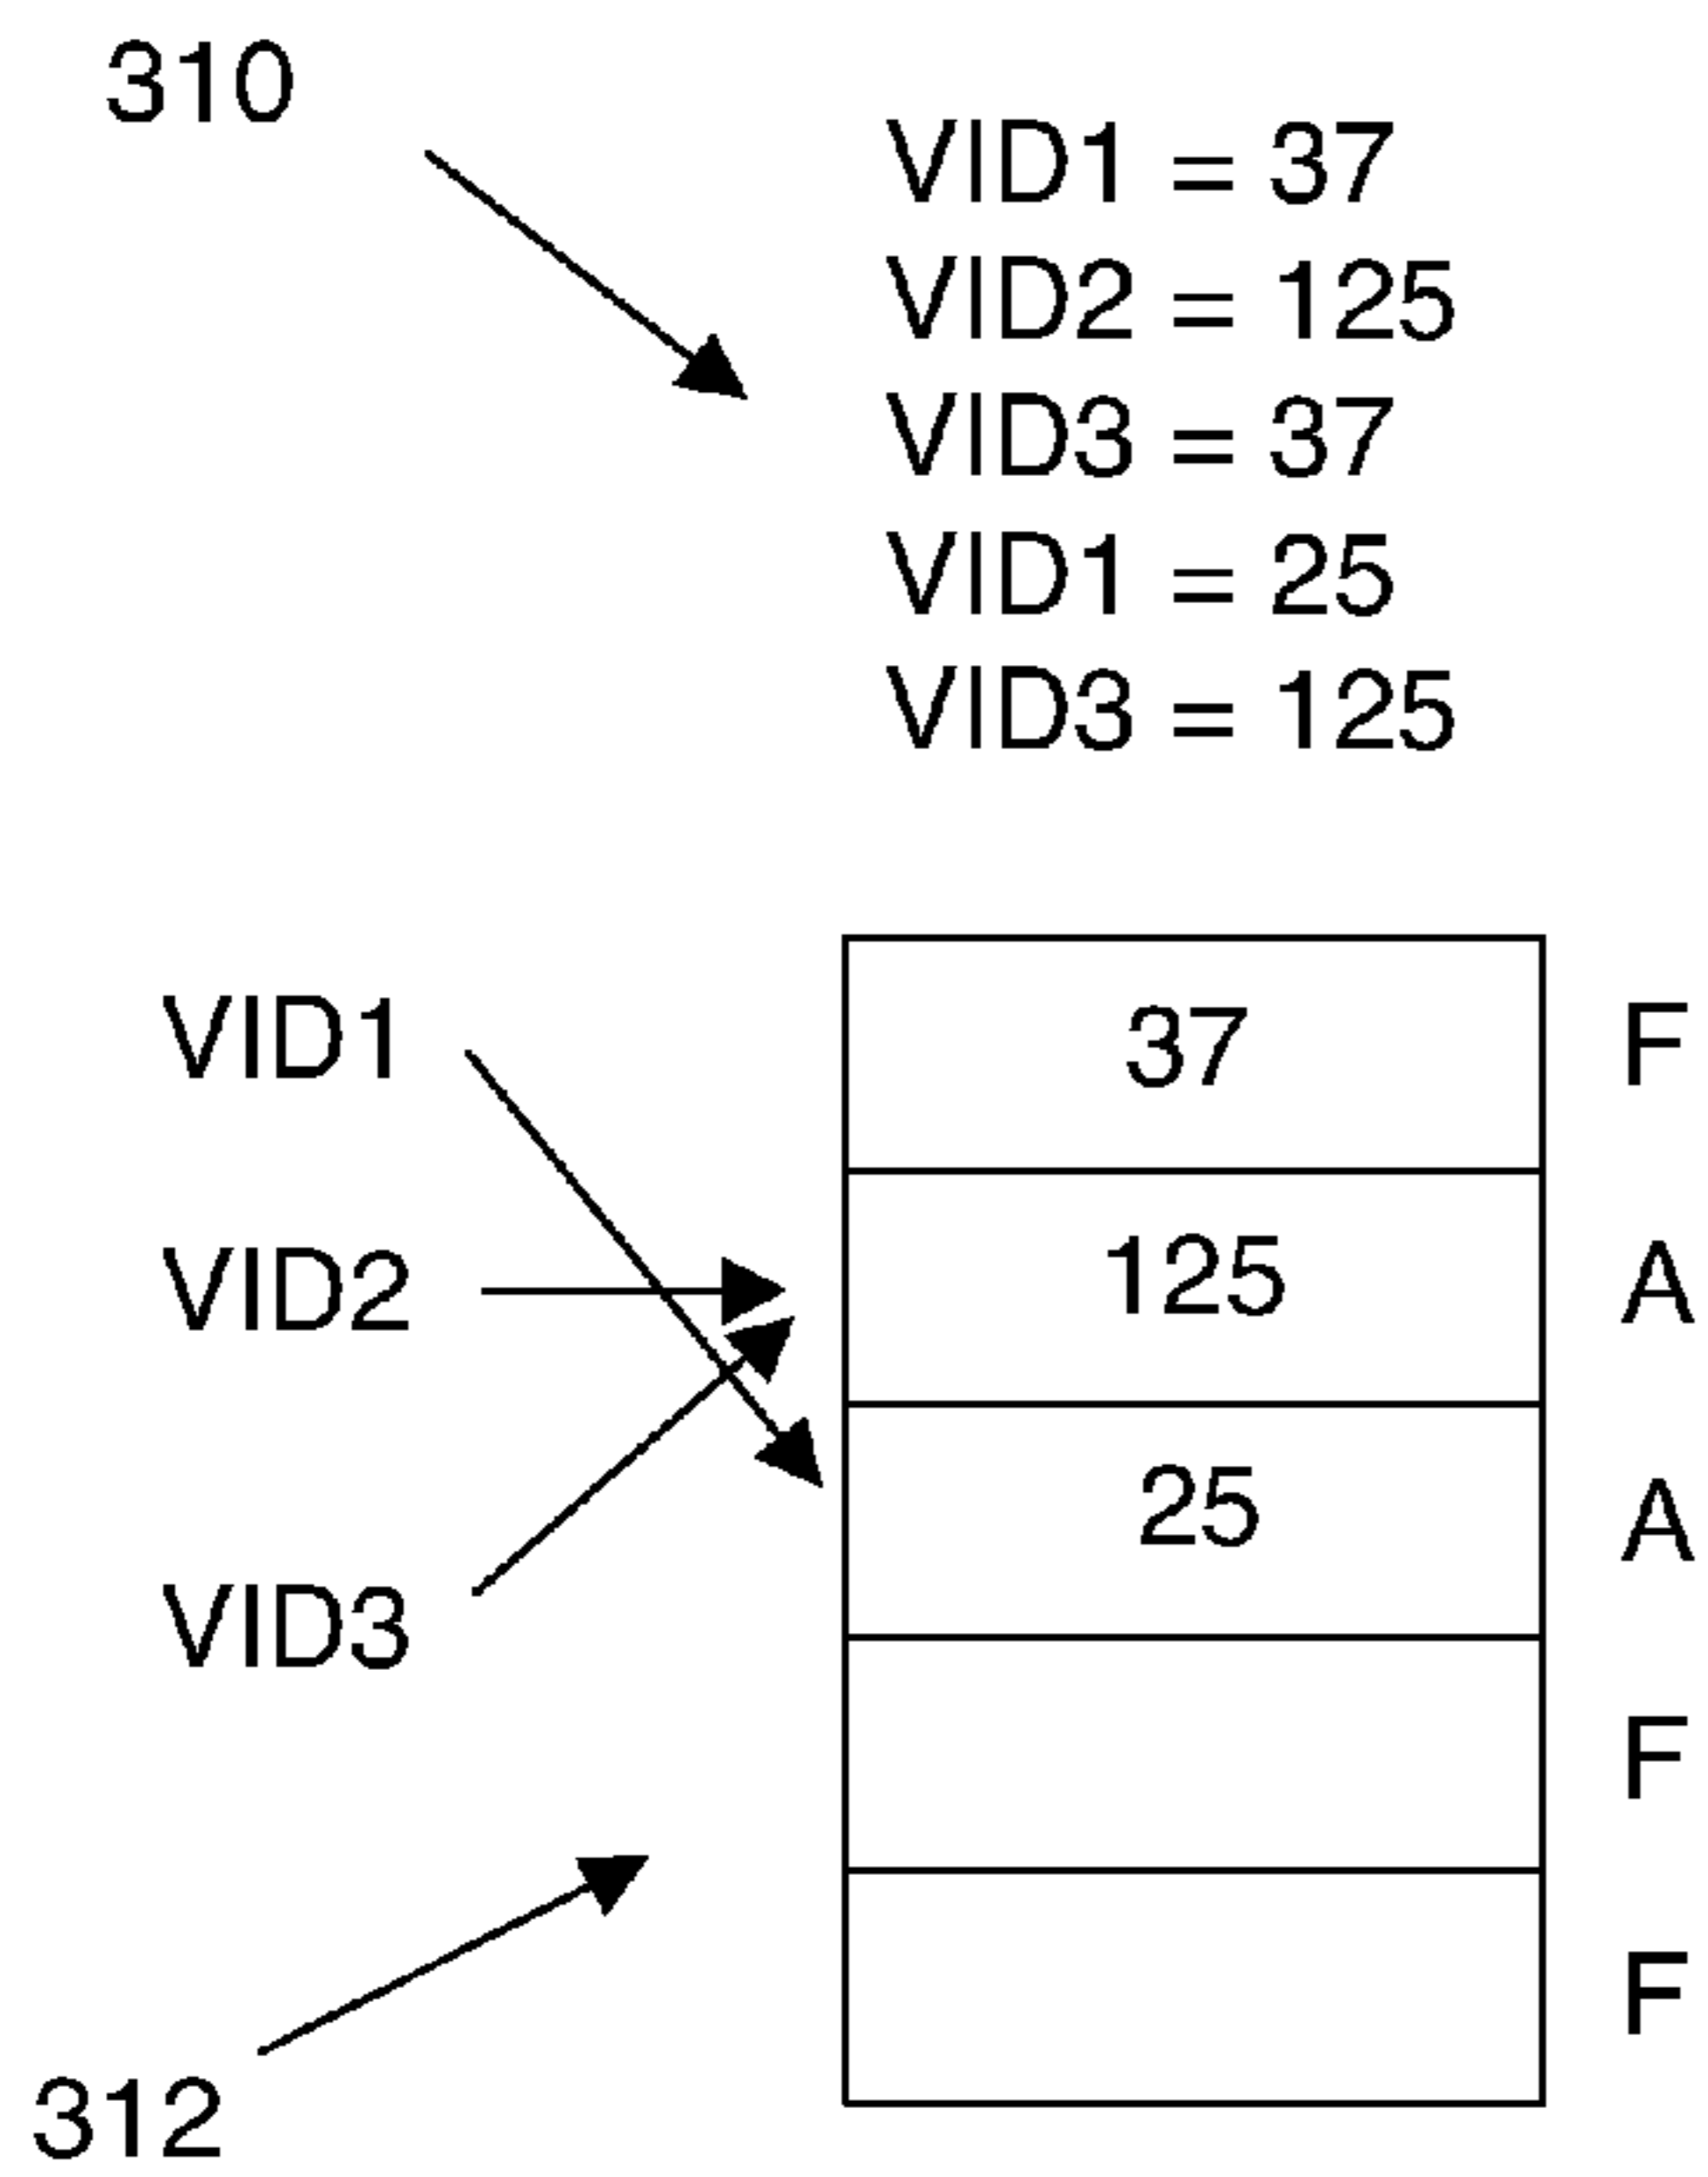 310
VID1 = 37
VID2 = 125
VID3 = 37
VID1 = 25
VID3 = 125
VID1 37 F
VID2 125 A
25 A
VID3
F
F
312